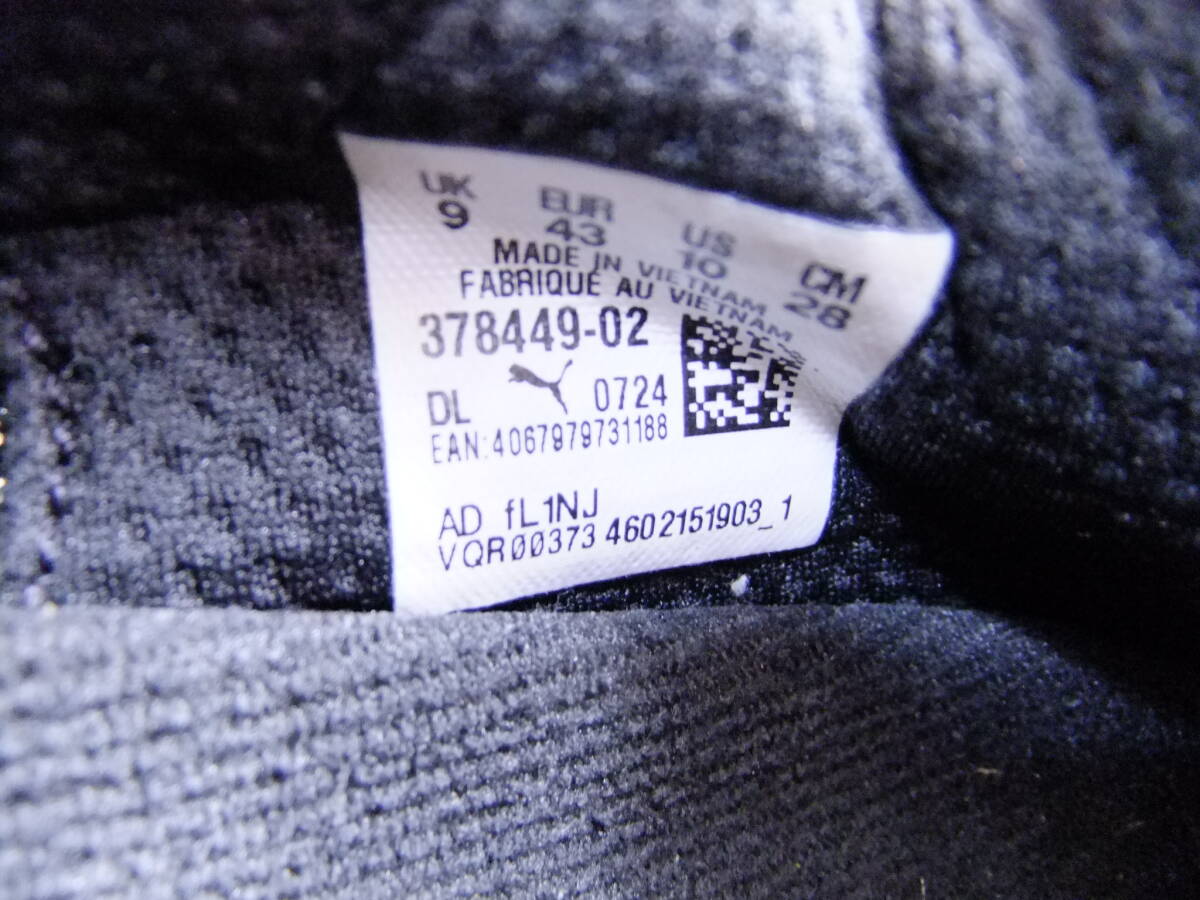 UK EUR US CM
9 43 10 28
MADE IN VIETNAM
FABRIQUÉ AU VIETNAM
378449-02
DL 0724
EAN:4067979731188
AD fL1NJ
VQR00373 4602151903_1